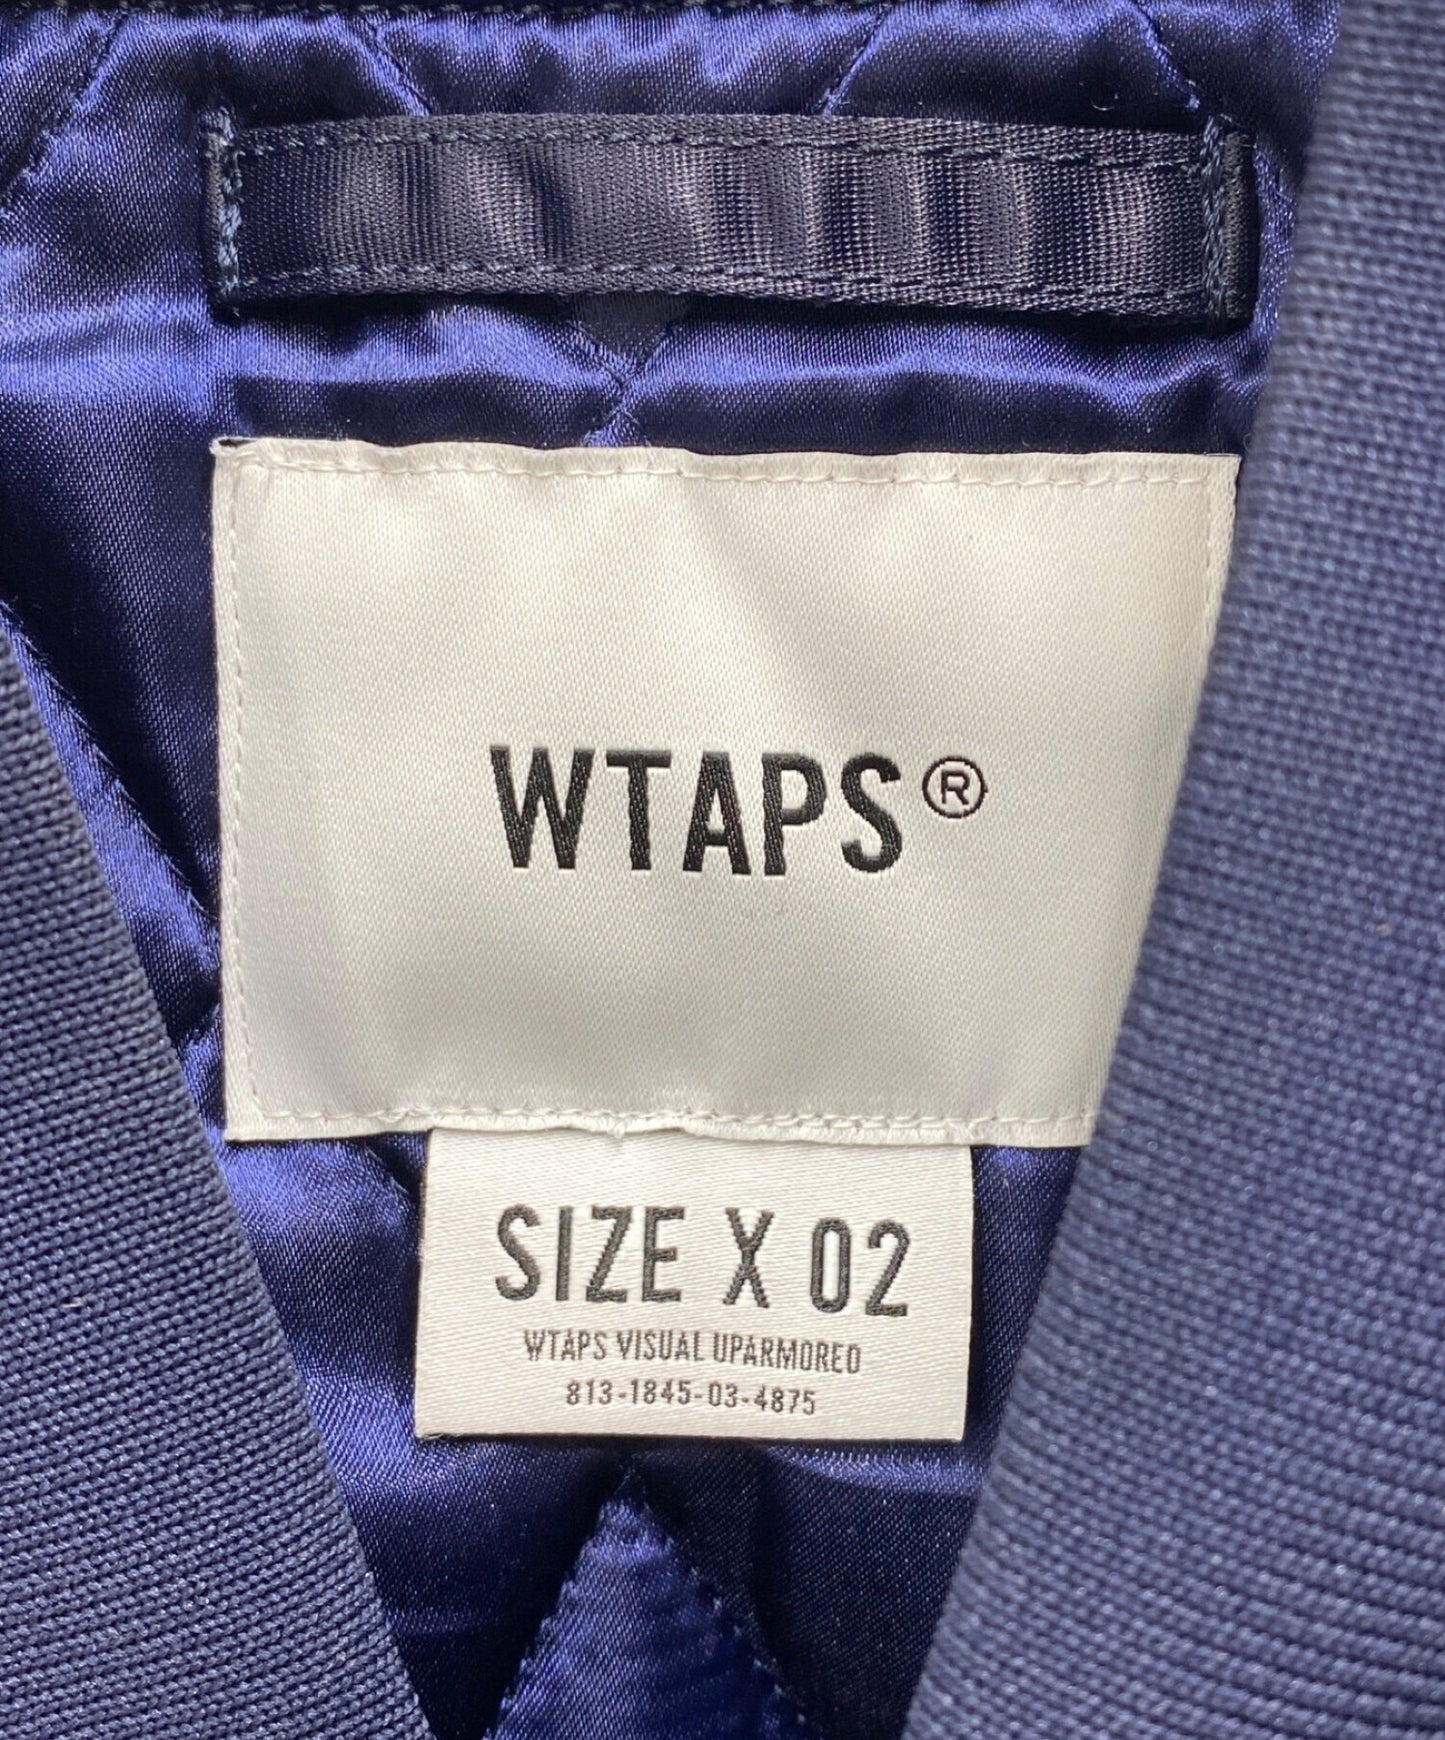 WTAPS®
SIZE X 02
WTAPS VISUAL UPARMORED
813-1845-03-4875